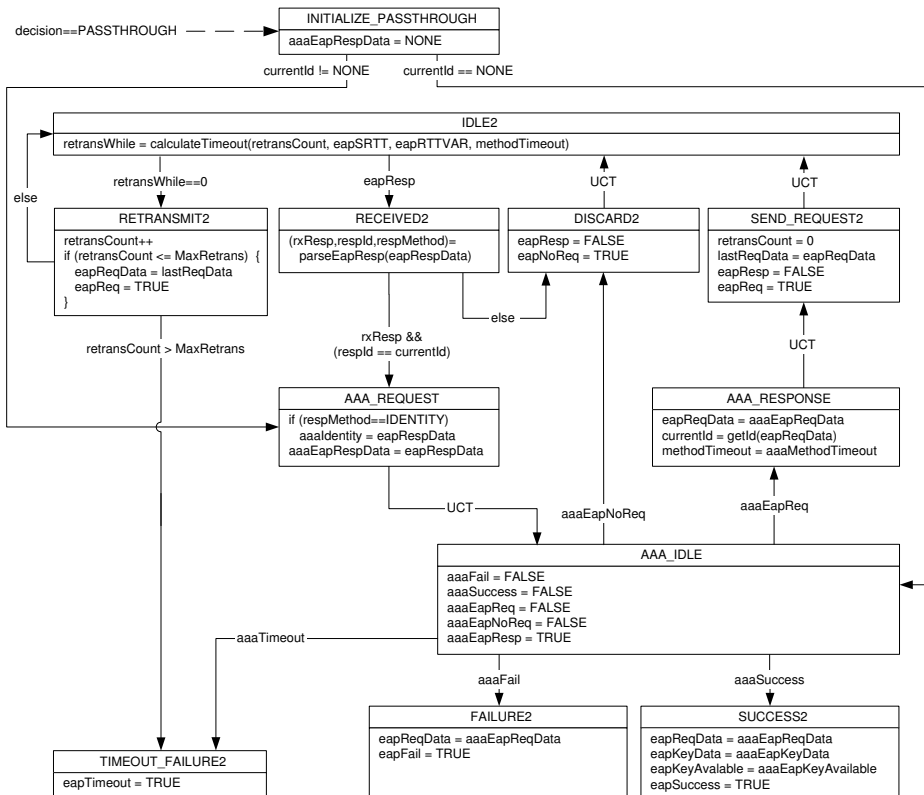 INITIALIZE_PASSTHROUGH
decision==PASSTHROUGH
aaaEapRespData = NONE
currentId != NONE
currentId == NONE
IDLE2
retransWhile = calculateTimeout(retransCount, eapSRTT, eapRTTVAR, methodTimeout)
else
retransWhile==0
eapResp
UCT
UCT
RETRANSMIT2
retransCount++
if (retransCount <= MaxRetrans) {
eapReqData = lastReqData
eapReq = TRUE
}
RECEIVED2
(rxResp,respId,respMethod)=
parseEapResp(eapRespData)
DISCARD2
eapResp = FALSE
eapNoReq = TRUE
SEND_REQUEST2
retransCount = 0
lastReqData = eapReqData
eapResp = FALSE
eapReq = TRUE
else
retransCount > MaxRetrans
rxResp &&
(respId == currentId)
UCT
AAA_REQUEST
if (respMethod==IDENTITY)
aaaIdentity = eapRespData
aaaEapRespData = eapRespData
AAA_RESPONSE
eapReqData = aaaEapReqData
currentId = getId(eapReqData)
methodTimeout = aaaMethodTimeout
UCT
aaaEapNoReq
aaaEapReq
AAA_IDLE
aaaFail = FALSE
aaaSuccess = FALSE
aaaEapReq = FALSE
aaaEapNoReq = FALSE
aaaEapResp = TRUE
aaaTimeout
aaaFail
aaaSuccess
FAILURE2
eapReqData = aaaEapReqData
eapFail = TRUE
SUCCESS2
eapReqData = aaaEapReqData
eapKeyData = aaaEapKeyData
eapKeyAvalable = aaaEapKeyAvailable
eapSuccess = TRUE
TIMEOUT_FAILURE2
eapTimeout = TRUE